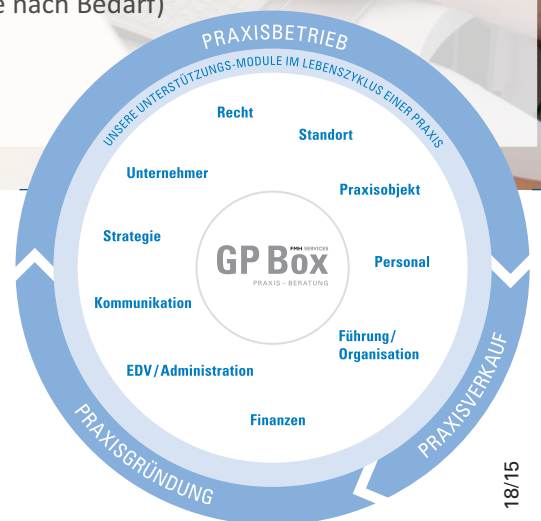 e nach Bedarf)
PRAXISBETRIEB
UNSERE UNTERSTÜTZUNGS-MODULE IM LEBENSZYKLUS EINER PRAXIS
Recht
Standort
Unternehmer
Praxisobjekt
Strategie
FMH SERVICES
GP Box
PRAXIS – BERATUNG
Personal
Kommunikation
Führung/
Organisation
EDV/Administration
Finanzen
PRAXISGRÜNDUNG
PRAXISVERKAUF
18/15